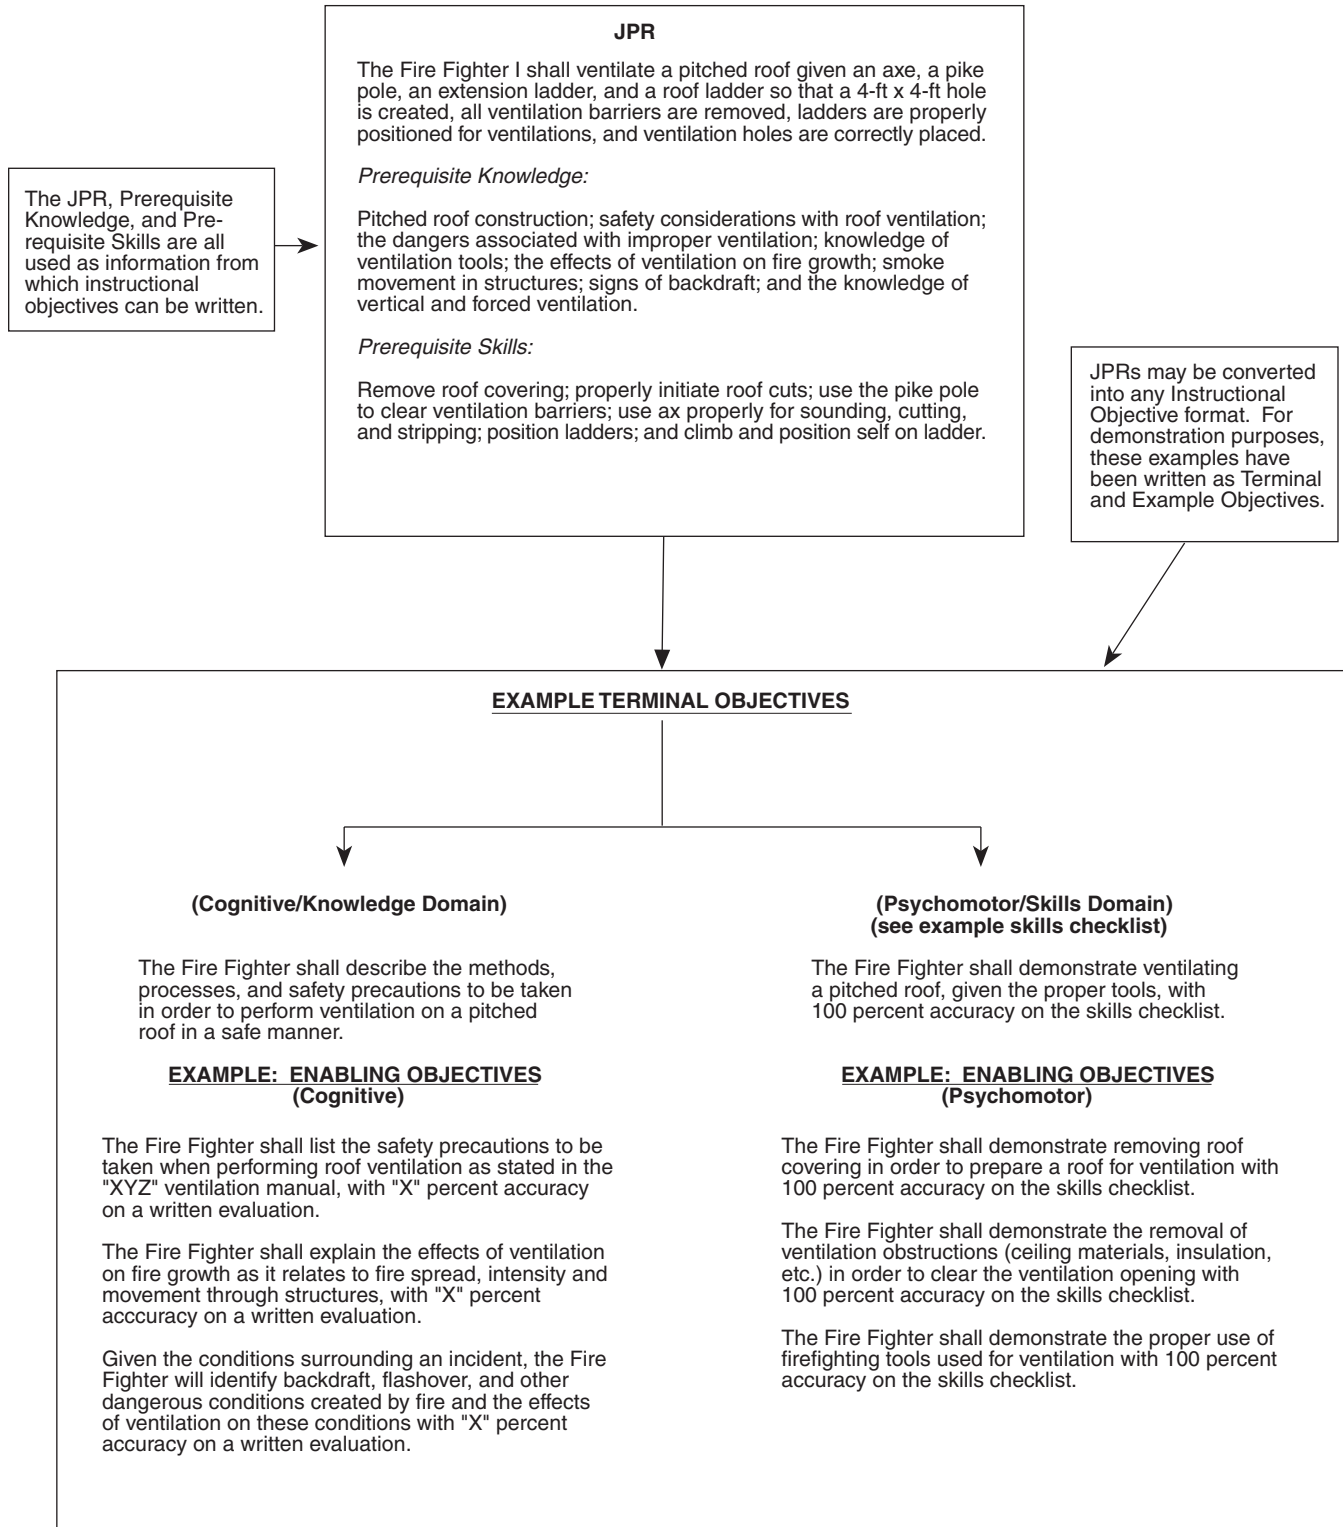 JPR
The Fire Fighter I shall ventilate a pitched roof given an axe, a pike
pole, an extension ladder, and a roof ladder so that a 4-ft x 4-ft hole
is created, all ventilation barriers are removed, ladders are properly
positioned for ventilations, and ventilation holes are correctly placed.
Prerequisite Knowledge:
Pitched roof construction; safety considerations with roof ventilation;
the dangers associated with improper ventilation; knowledge of
ventilation tools; the effects of ventilation on fire growth; smoke
movement in structures; signs of backdraft; and the knowledge of
vertical and forced ventilation.
Prerequisite Skills:
Remove roof covering; properly initiate roof cuts; use the pike pole
to clear ventilation barriers; use ax properly for sounding, cutting,
and stripping; position ladders; and climb and position self on ladder.
The JPR, Prerequisite
Knowledge, and Pre-
requisite Skills are all
used as information from
which instructional
objectives can be written.
JPRs may be converted
into any Instructional
Objective format.  For
demonstration purposes,
these examples have
been written as Terminal
and Example Objectives.
EXAMPLE TERMINAL OBJECTIVES
(Cognitive/Knowledge Domain)
The Fire Fighter shall describe the methods,
processes, and safety precautions to be taken
in order to perform ventilation on a pitched
roof in a safe manner.
EXAMPLE:  ENABLING OBJECTIVES
(Cognitive)
The Fire Fighter shall list the safety precautions to be
taken when performing roof ventilation as stated in the
"XYZ" ventilation manual, with "X" percent accuracy
on a written evaluation.
The Fire Fighter shall explain the effects of ventilation
on fire growth as it relates to fire spread, intensity and
movement through structures, with "X" percent
acccuracy on a written evaluation.
Given the conditions surrounding an incident, the Fire
Fighter will identify backdraft, flashover, and other
dangerous conditions created by fire and the effects
of ventilation on these conditions with "X" percent
accuracy on a written evaluation.
(Psychomotor/Skills Domain)
(see example skills checklist)
The Fire Fighter shall demonstrate ventilating
a pitched roof, given the proper tools, with
100 percent accuracy on the skills checklist.
EXAMPLE:  ENABLING OBJECTIVES
(Psychomotor)
The Fire Fighter shall demonstrate removing roof
covering in order to prepare a roof for ventilation with
100 percent accuracy on the skills checklist.
The Fire Fighter shall demonstrate the removal of
ventilation obstructions (ceiling materials, insulation,
etc.) in order to clear the ventilation opening with
100 percent accuracy on the skills checklist.
The Fire Fighter shall demonstrate the proper use of
firefighting tools used for ventilation with 100 percent
accuracy on the skills checklist.